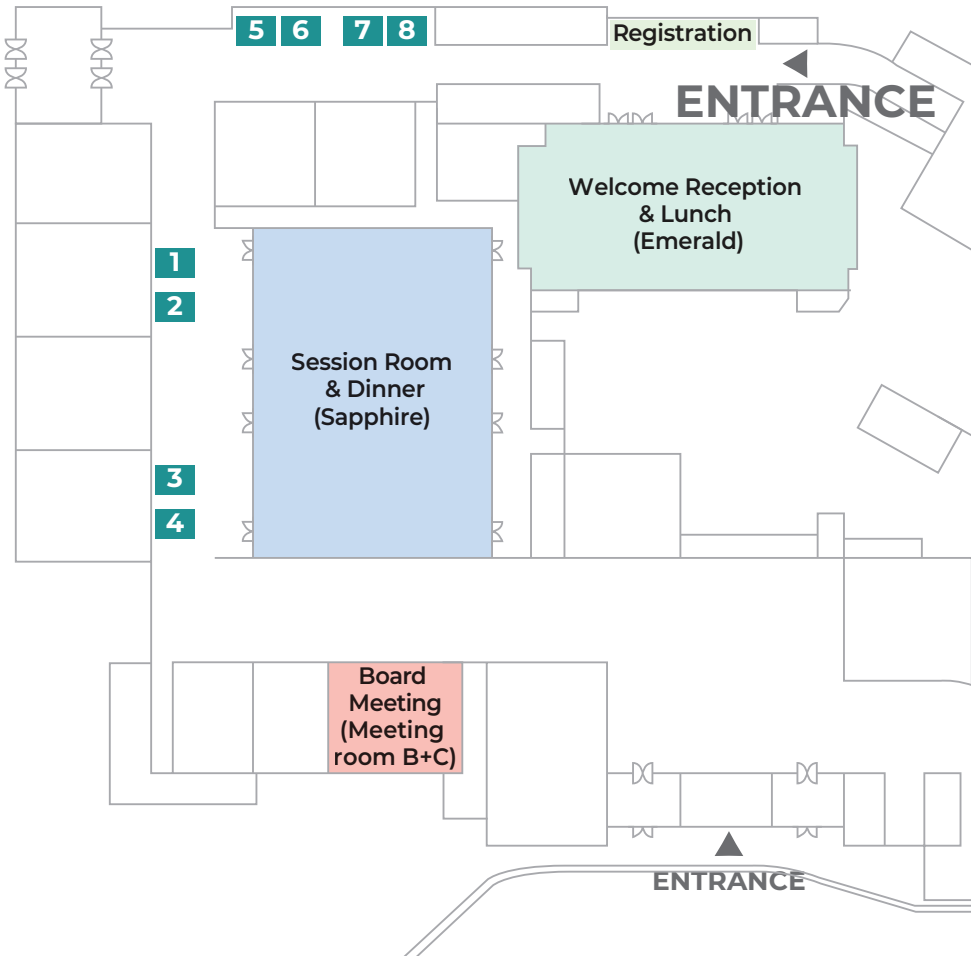 5 6 7 8
Registration
ENTRANCE
Welcome Reception
& Lunch
(Emerald)
1
2
Session Room
& Dinner
(Sapphire)
3
4
Board
Meeting
(Meeting
room B+C)
ENTRANCE